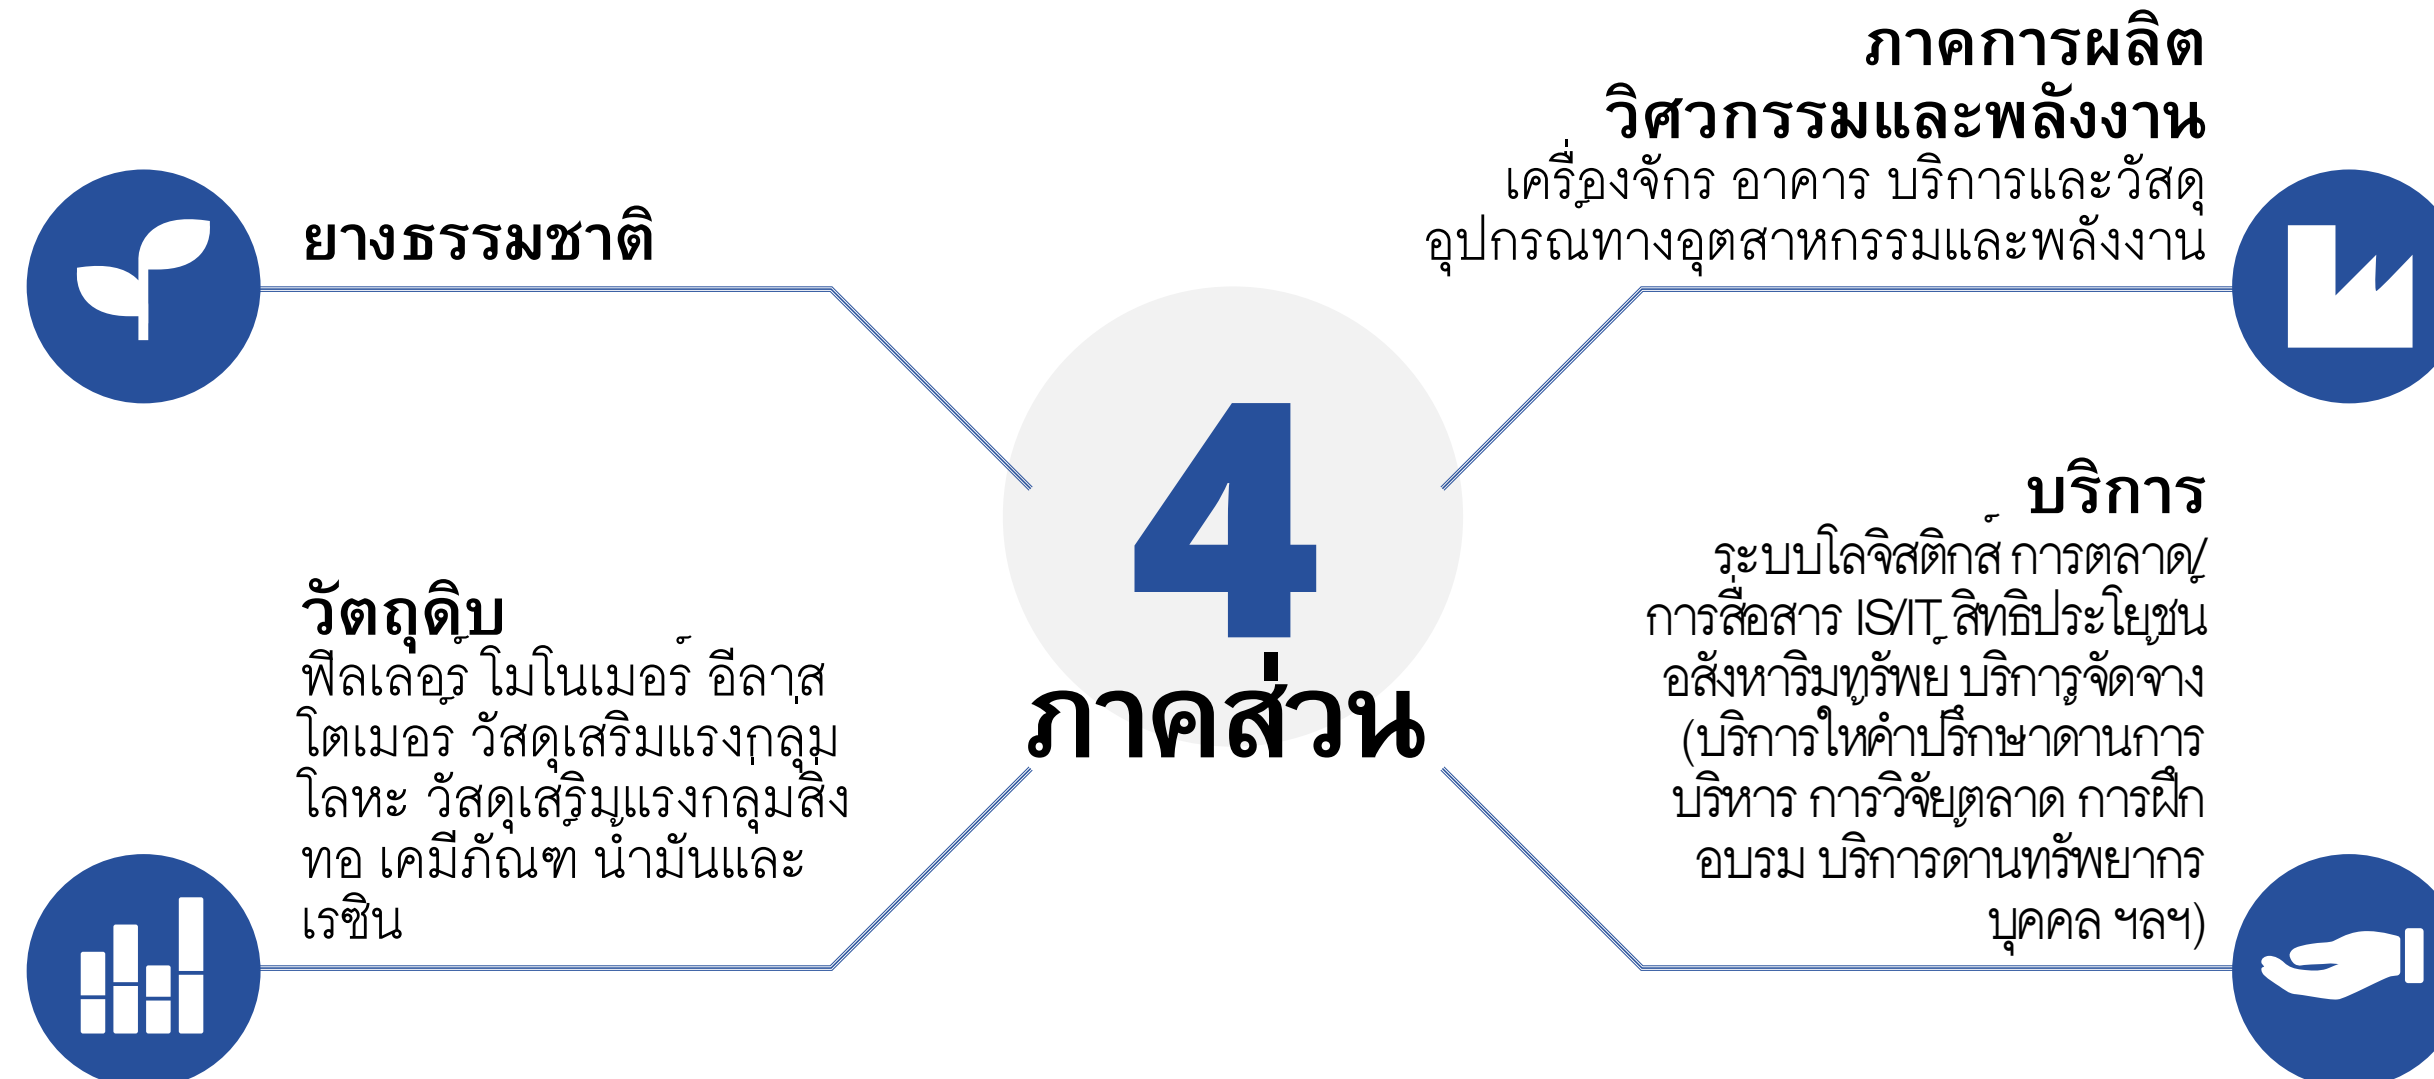 ยางธรรมชาติ
ภาคการผลิต
วิศวกรรมและพลังงาน
เครื่องจักร อาคาร บริการและวัสดุ
อุปกรณ์ทางอุตสาหกรรมและพลังงาน
4
ภาคส่วน
วัตถุดิบ
ฟิลเลอร์ โมโนเมอร์ อีลาส
โตเมอร์ วัสดุเสริมแรงกลุ่ม
โลหะ วัสดุเสริมแรงกลุ่มสิ่ง
ทอ เคมีภัณฑ์ น้ำมันและ
เรซิน
บริการ
ระบบโลจิสติกส์ การตลาด/
การสื่อสาร IS/IT สิทธิประโยชน์
อสังหาริมทรัพย์ บริการจัดจ้าง
(บริการให้คำปรึกษาด้านการ
บริหาร การวิจัยตลาด การฝึก
อบรม บริการด้านทรัพยากร
บุคคล ฯลฯ)